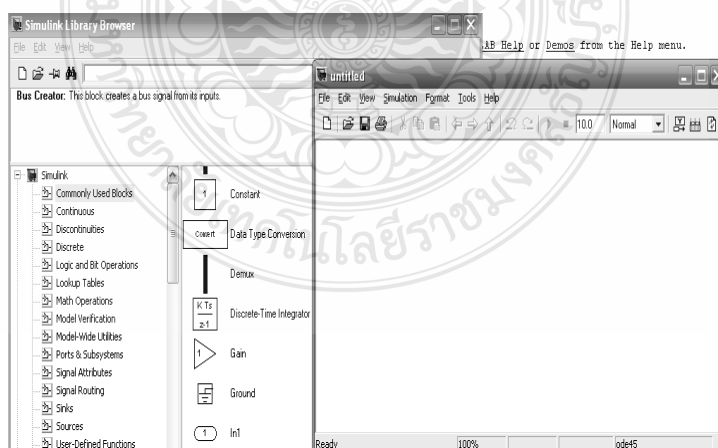 Simulink Library Browser
File Edit View Help
Bus Creator: This block creates a bus signal from its inputs.
Simulink
Commonly Used Blocks
Continuous
Discontinuities
Discrete
Logic and Bit Operations
Lookup Tables
Math Operations
Model Verification
Model-Wide Utilities
Ports & Subsystems
Signal Attributes
Signal Routing
Sinks
Sources
User-Defined Functions
1 Constant
Convert Data Type Conversion
Demux
K Ts
z-1
Discrete-Time Integrator
1 Gain
Ground
1 In1
AB Help or Demos from the Help menu.
untitled
File Edit View Simulation Format Tools Help
10.0 Normal
Ready 100% ode45